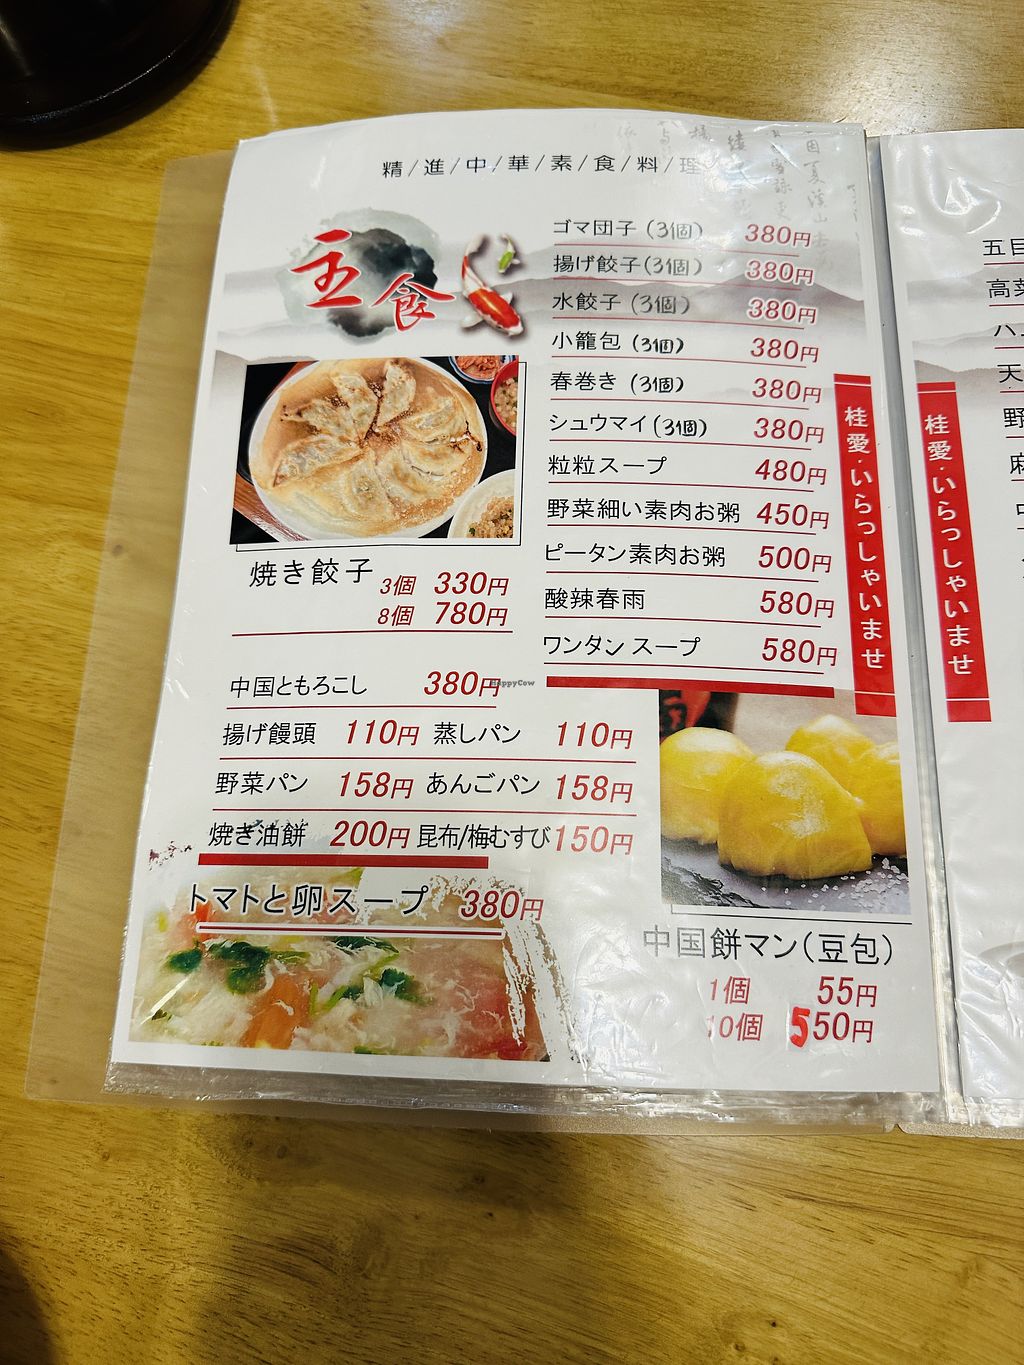 精/進/中/華/素/食/料/理
主食
ゴマ団子(3個) 380円
揚げ餃子(3個) 380円
水餃子(3個) 380円
小籠包(3個) 380円
春巻き(3個) 380円
シュウマイ(3個) 380円
粒粒スープ 480円
野菜細い素肉お粥 450円
ピータン素肉お粥 500円
酸辣春雨 580円
ワンタンスープ 580円
焼き餃子 3個 330円
8個 780円
中国ともろこし 380円
HappyCow
揚げ饅頭 110円 蒸しパン 110円
野菜パン 158円 あんごパン 158円
焼き油餅 200円 昆布/梅むすび 150円
トマトと卵スープ 380円
中国餅マン(豆包)
1個 55円
10個 550円
桂愛・いらっしゃいませ
桂愛・いらっしゃいませ
五目
高菜
天
野
麻